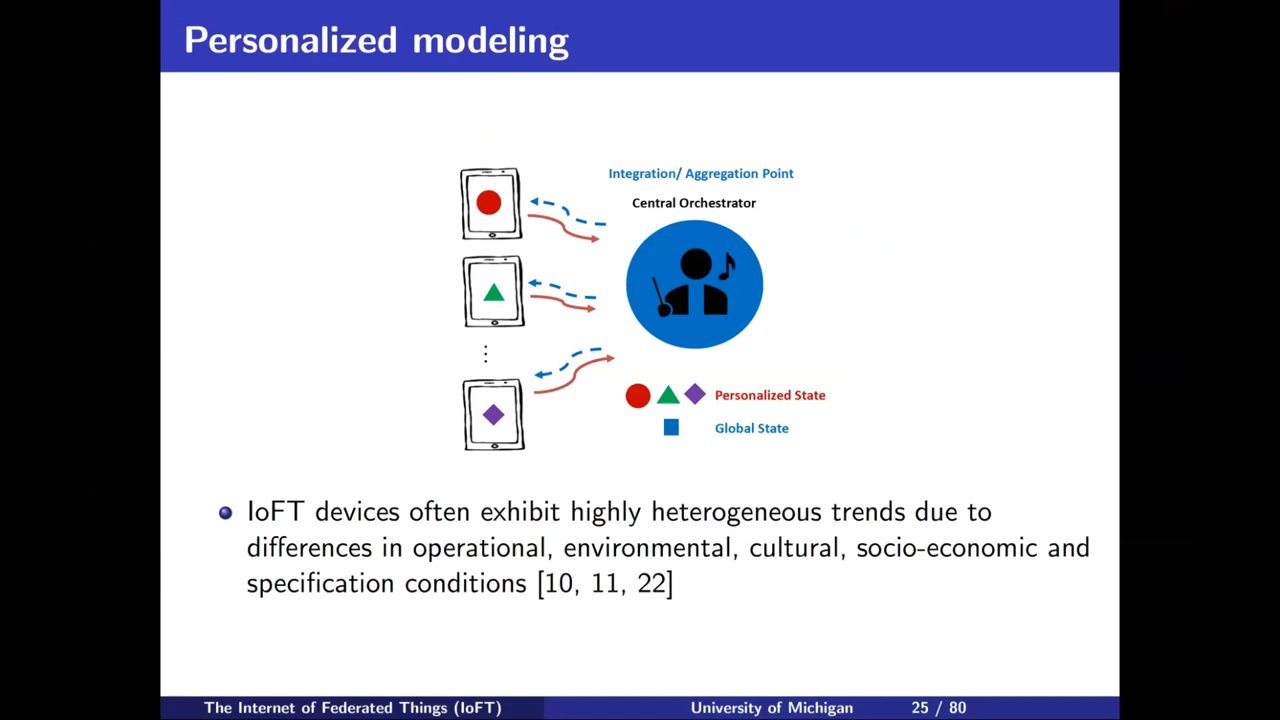 Personalized modeling
Integration/ Aggregation Point
Central Orchestrator
Personalized State
Global State
IoFT devices often exhibit highly heterogeneous trends due to
differences in operational, environmental, cultural, socio-economic and
specification conditions [10, 11, 22]
The Internet of Federated Things (IoFT)
University of Michigan
25 / 80